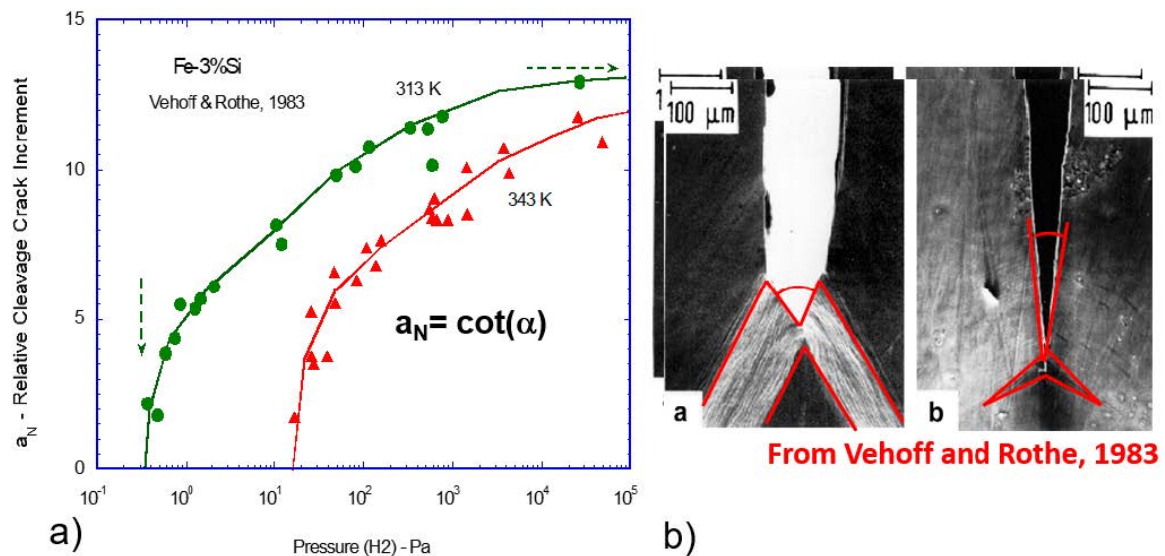 15
10
5
0
a_N - Relative Cleavage Crack Increment
Fe-3%Si
Vehoff & Rothe, 1983
313 K
343 K
a_N= cot(α)
10^-1
10^0
10^1
10^2
10^3
10^4
10^5
Pressure (H2) - Pa
a)
1
100 μm
100 μm
a
b
From Vehoff and Rothe, 1983
b)